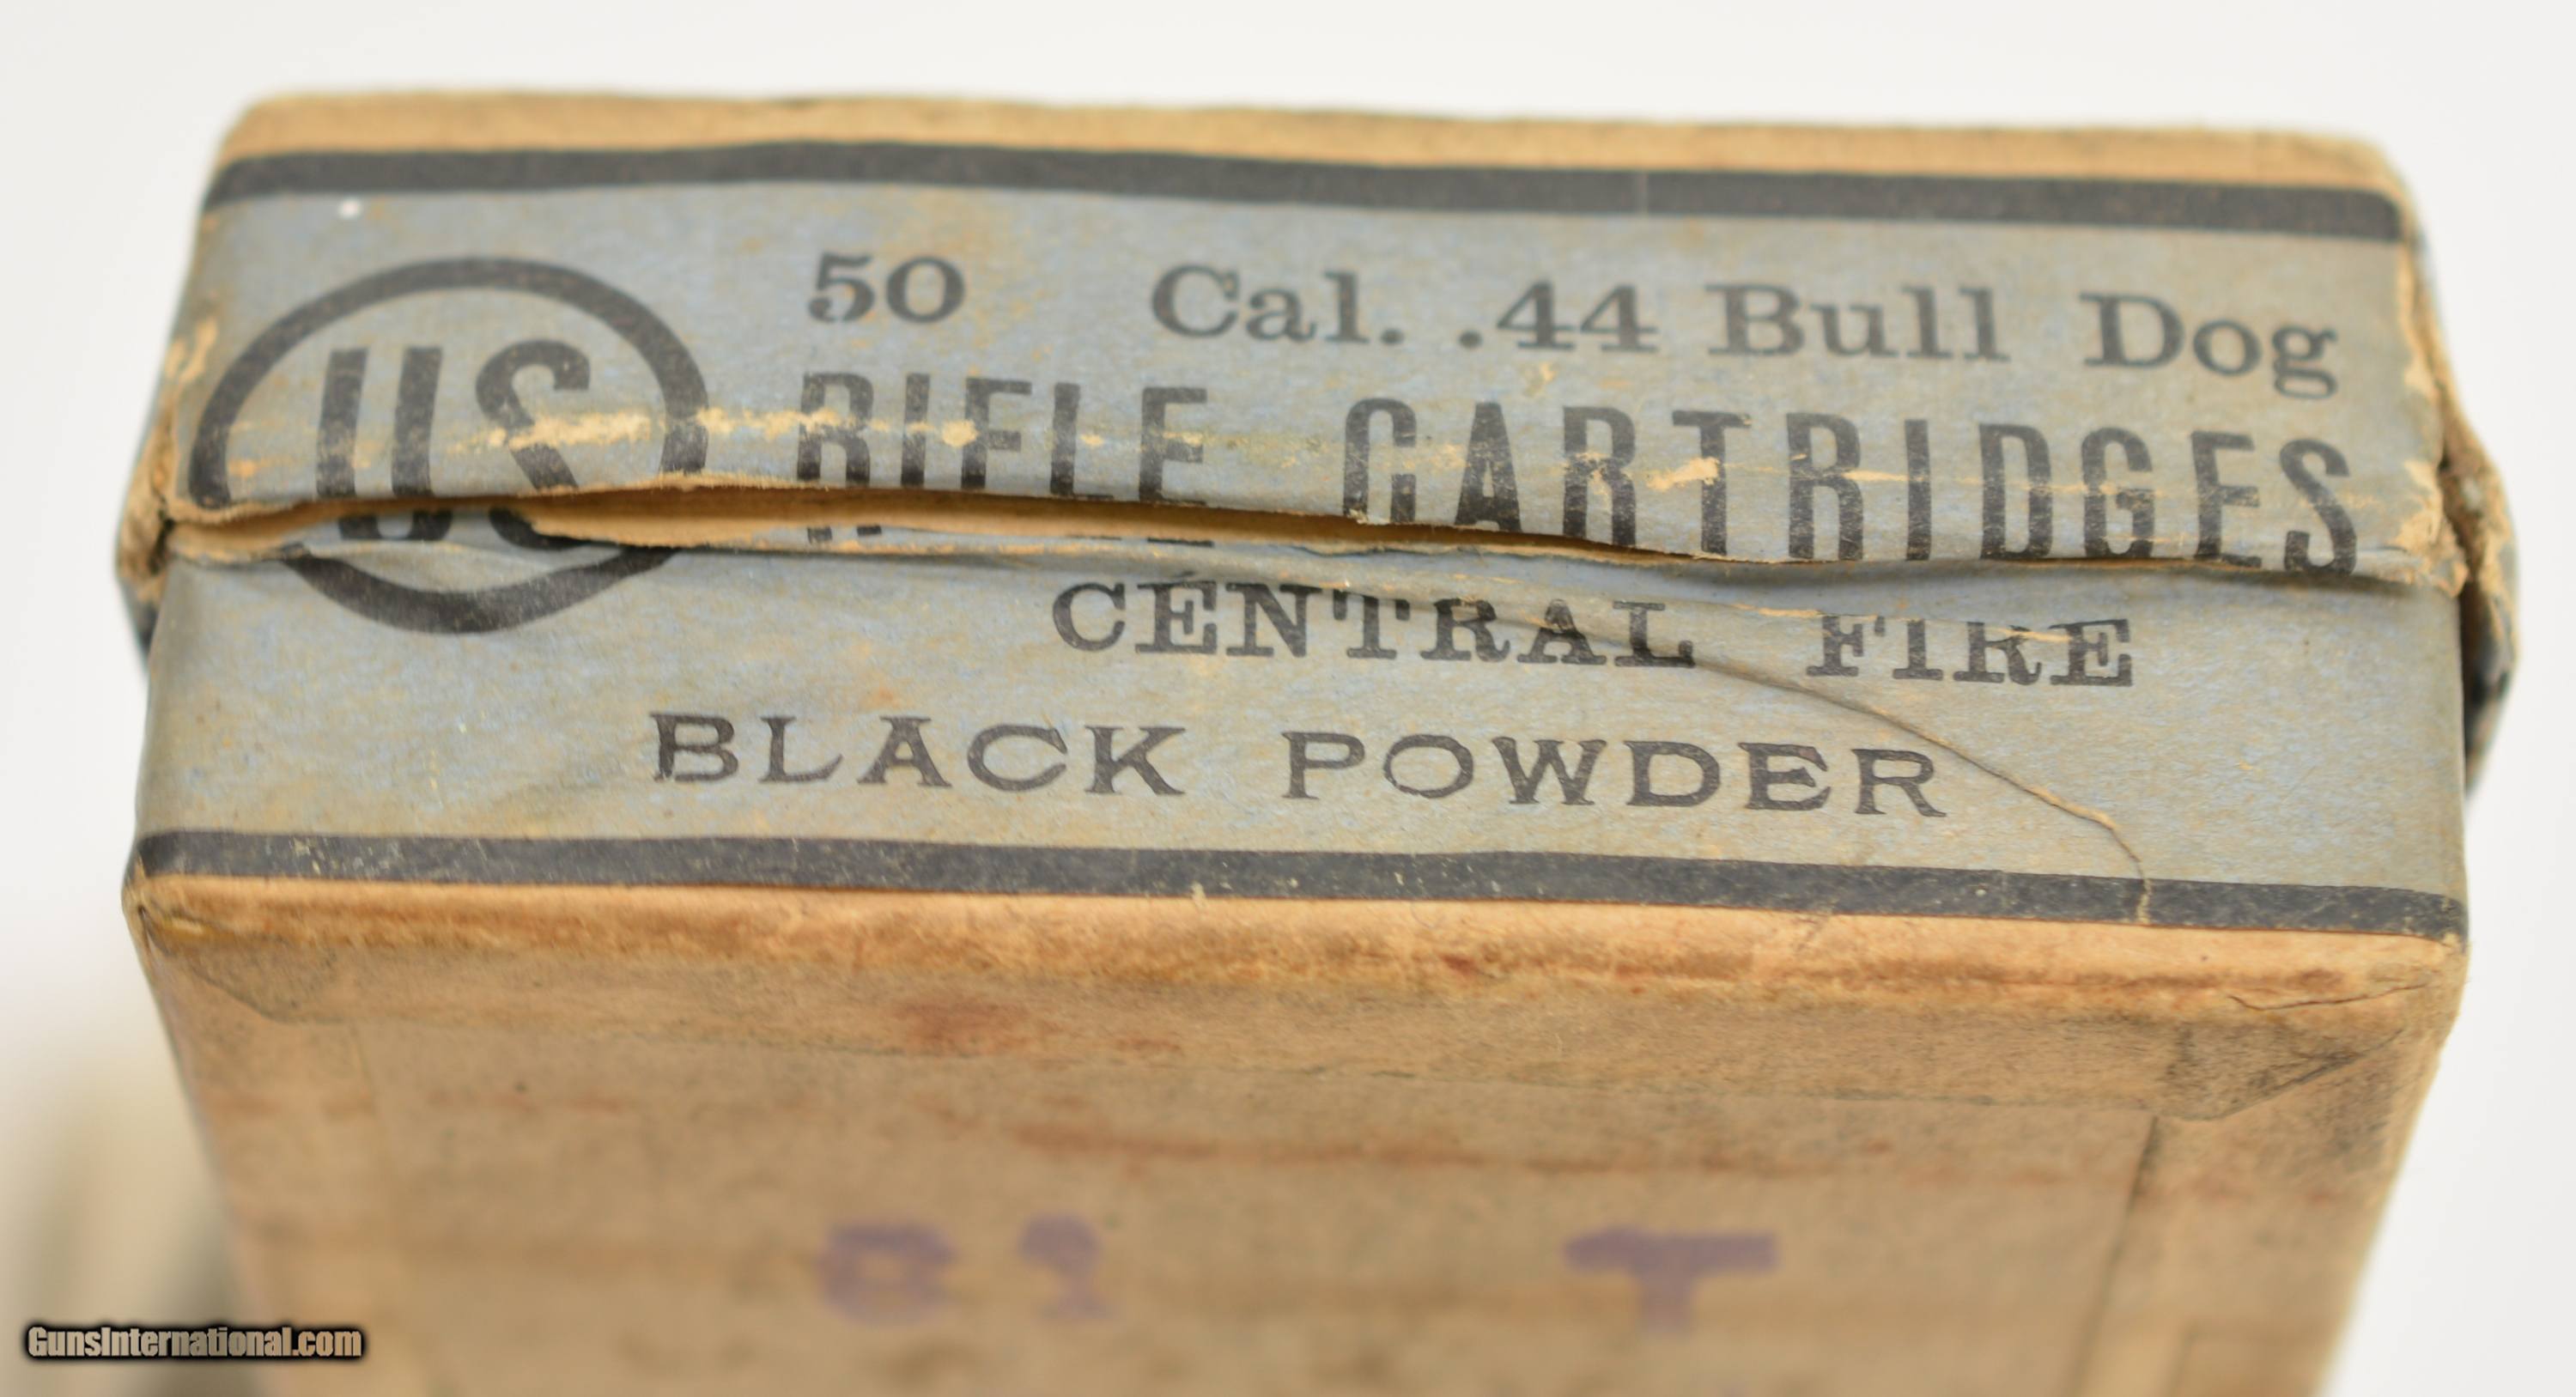 US
50 Cal. .44 Bull Dog
RIFLE CARTRIDGES
CENTRAL FIRE
BLACK POWDER
T
GunsInternational.com